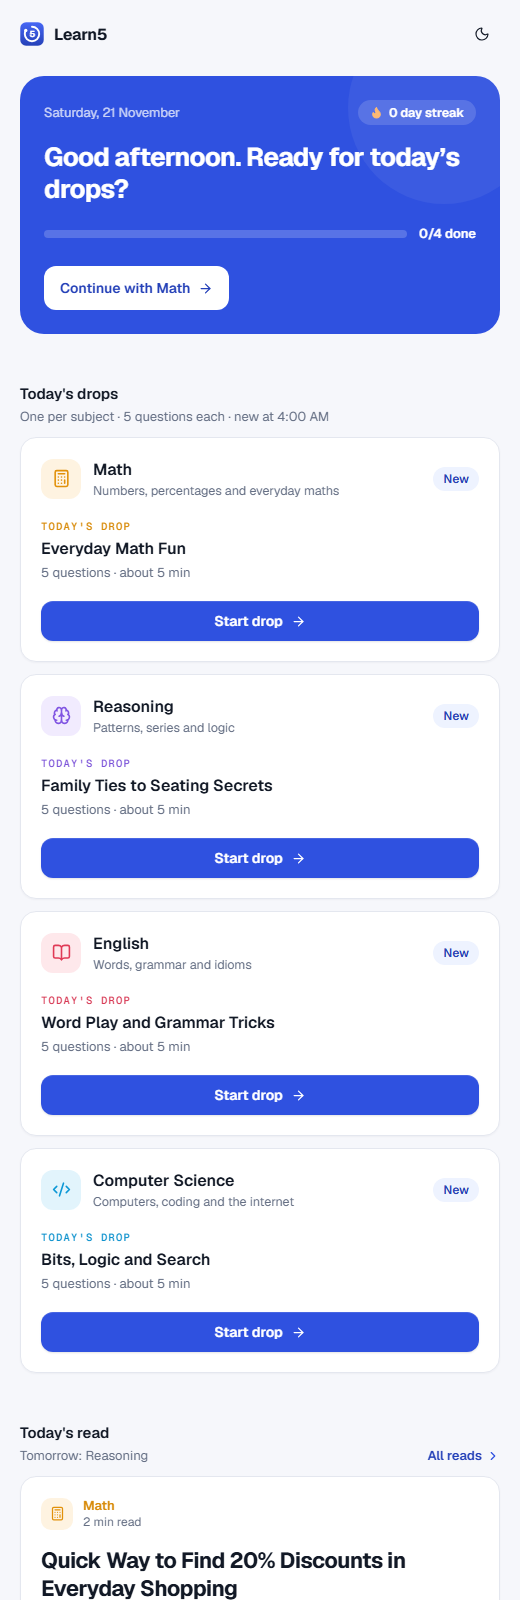 Learn5
Saturday, 21 November
0 day streak
Good afternoon. Ready for today’s
drops?
0/4 done
Continue with Math
Today's drops
One per subject · 5 questions each · new at 4:00 AM
Math
Numbers, percentages and everyday maths
New
TODAY'S DROP
Everyday Math Fun
5 questions · about 5 min
Start drop
Reasoning
Patterns, series and logic
New
TODAY'S DROP
Family Ties to Seating Secrets
5 questions · about 5 min
Start drop
English
Words, grammar and idioms
New
TODAY'S DROP
Word Play and Grammar Tricks
5 questions · about 5 min
Start drop
Computer Science
Computers, coding and the internet
New
TODAY'S DROP
Bits, Logic and Search
5 questions · about 5 min
Start drop
Today's read
Tomorrow: Reasoning
All reads
Math
2 min read
Quick Way to Find 20% Discounts in
Everyday Shopping